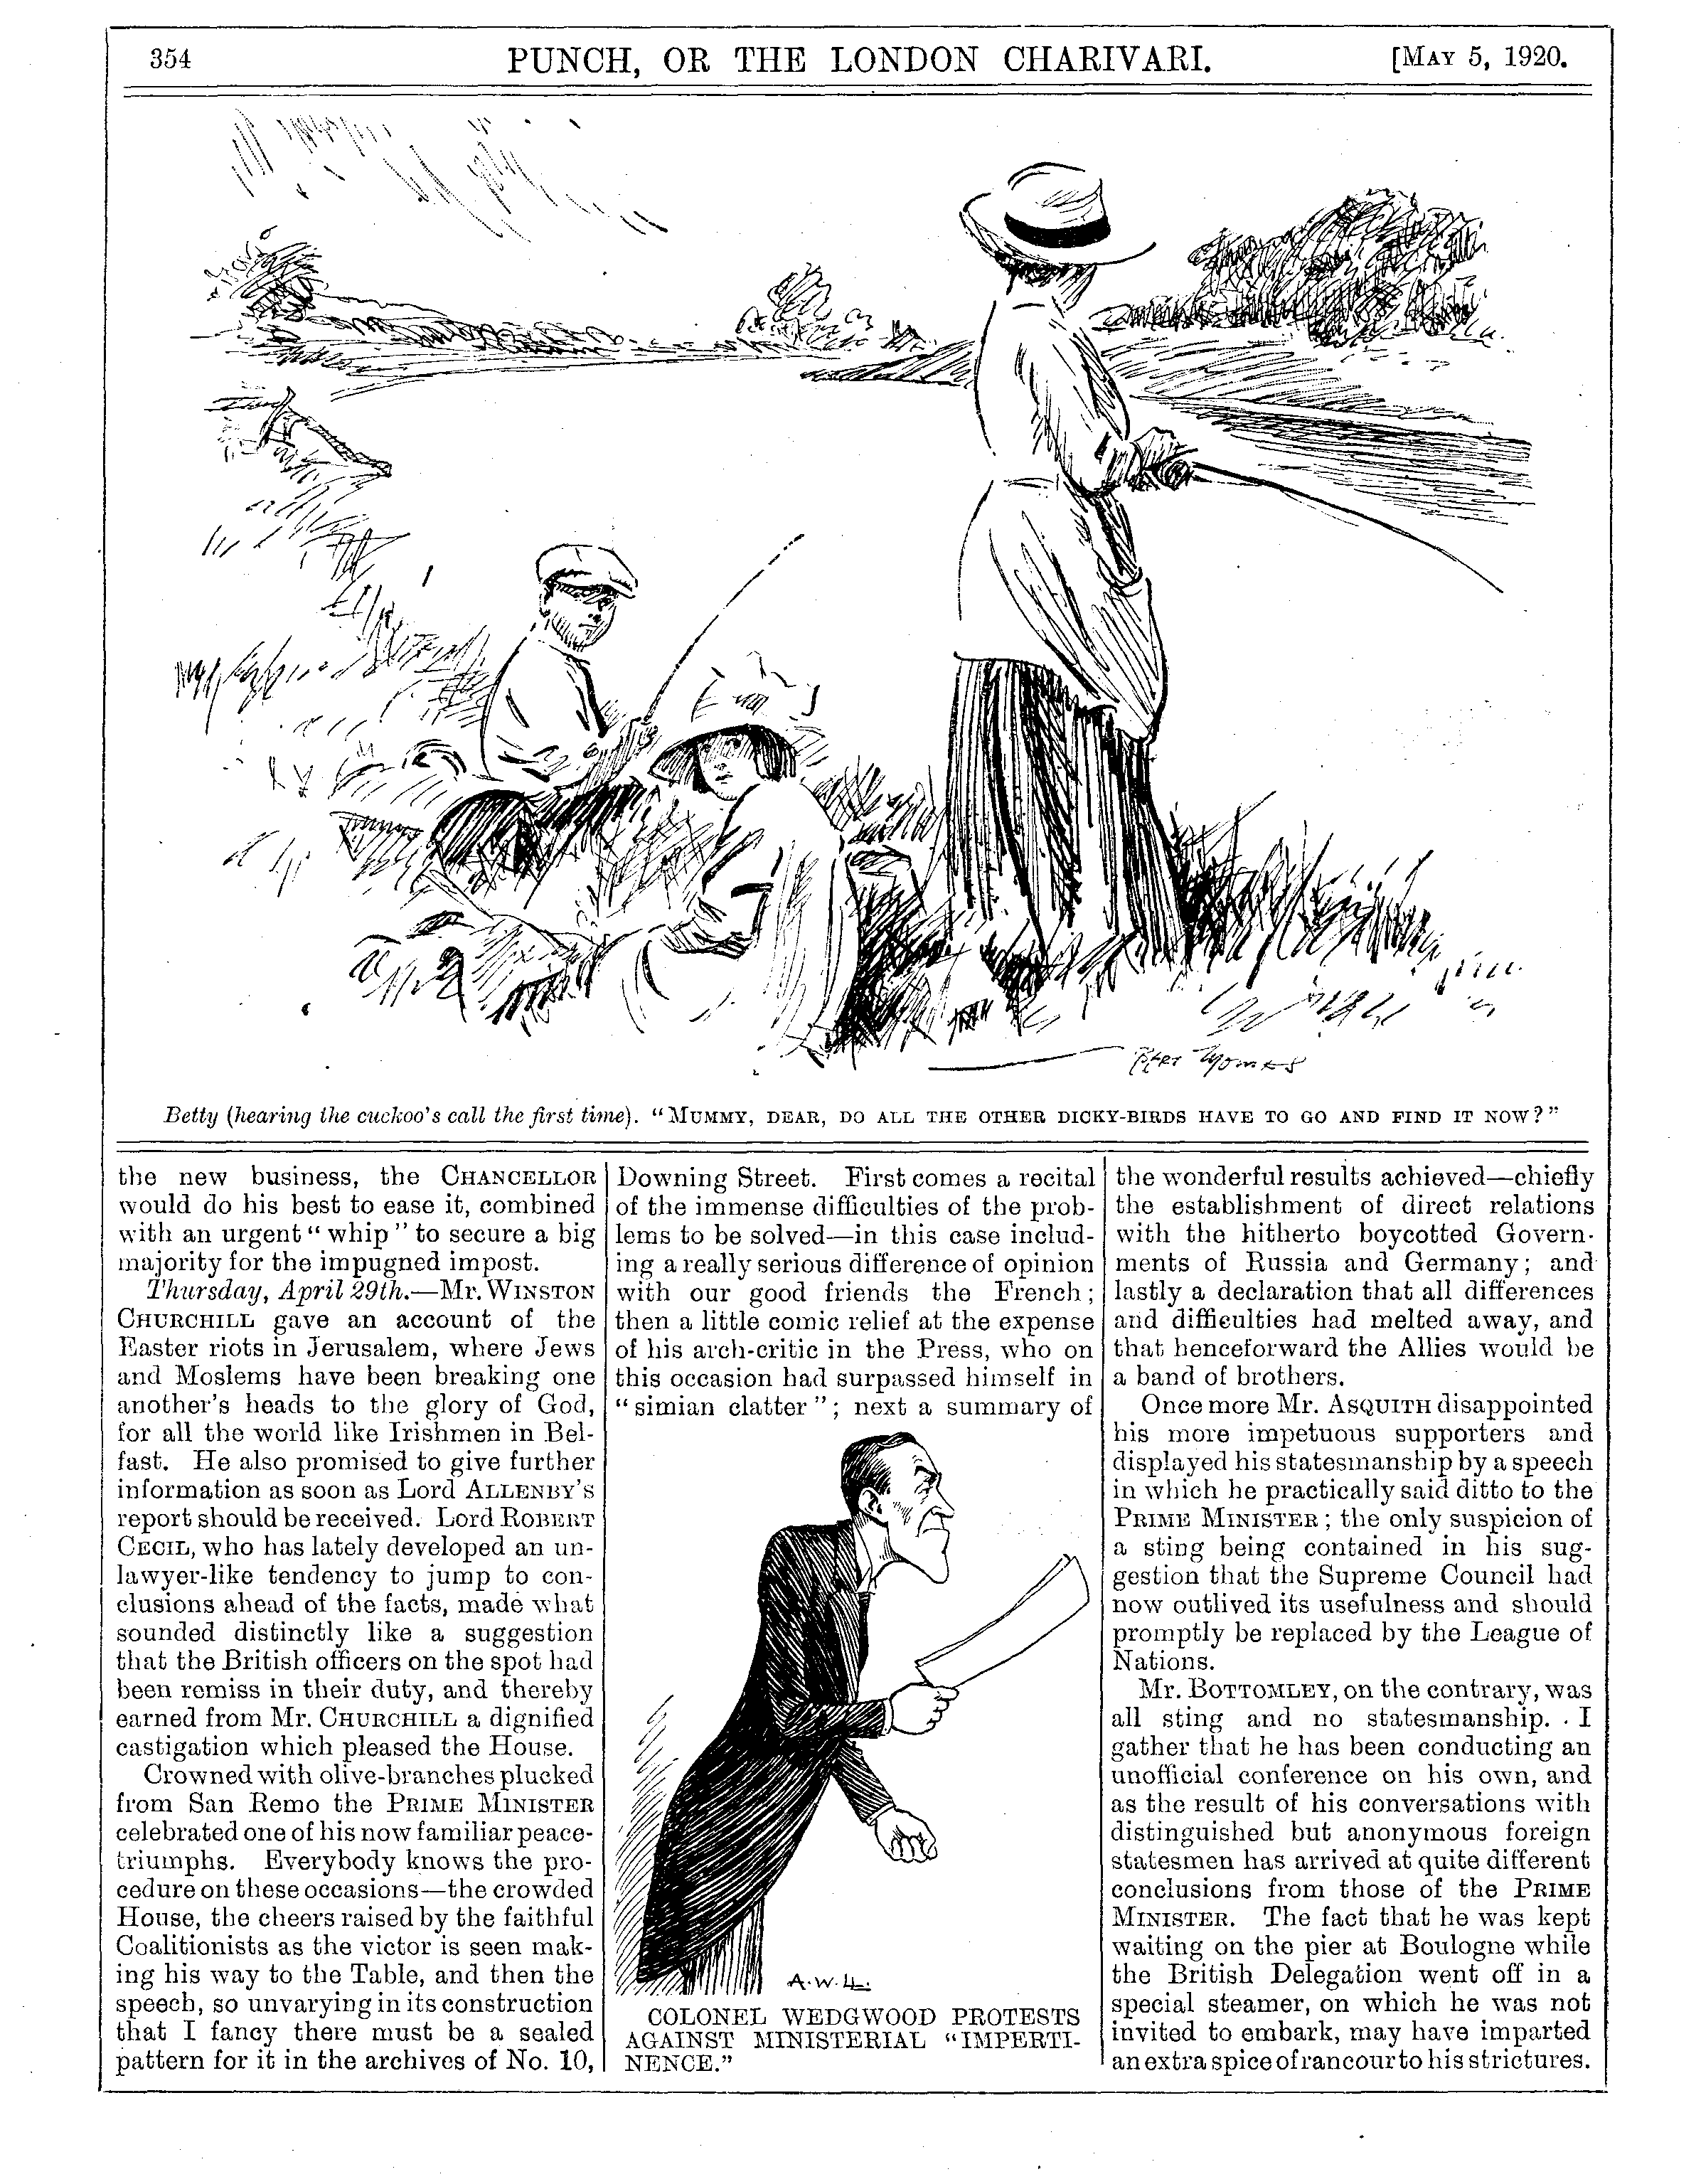 354
PUNCH, OR THE LONDON CHARIVARI.
[MAY 5, 1920.
BERT THOMAS
Betty (hearing the cuckoo's call the first time). "MUMMY, DEAR, DO ALL THE OTHER DICKY-BIRDS HAVE TO GO AND FIND IT NOW?"
the new business, the CHANCELLOR
would do his best to ease it, combined
with an urgent "whip" to secure a big
majority for the impugned impost.
Thursday, April 29th.—Mr. WINSTON
CHURCHILL gave an account of the
Easter riots in Jerusalem, where Jews
and Moslems have been breaking one
another's heads to the glory of God,
for all the world like Irishmen in Bel-
fast. He also promised to give further
information as soon as Lord ALLENBY'S
report should be received. Lord ROBERT
CECIL, who has lately developed an un-
lawyer-like tendency to jump to con-
clusions ahead of the facts, made what
sounded distinctly like a suggestion
that the British officers on the spot had
been remiss in their duty, and thereby
earned from Mr. CHURCHILL a dignified
castigation which pleased the House.
Crowned with olive-branches plucked
from San Remo the PRIME MINISTER
celebrated one of his now familiar peace-
triumphs. Everybody knows the pro-
cedure on these occasions—the crowded
House, the cheers raised by the faithful
Coalitionists as the victor is seen mak-
ing his way to the Table, and then the
speech, so unvarying in its construction
that I fancy there must be a sealed
pattern for it in the archives of No. 10,
Downing Street. First comes a recital
of the immense difficulties of the prob-
lems to be solved—in this case includ-
ing a really serious difference of opinion
with our good friends the French;
then a little comic relief at the expense
of his arch-critic in the Press, who on
this occasion had surpassed himself in
"simian clatter"; next a summary of
A.W.LL.
COLONEL WEDGWOOD PROTESTS
AGAINST MINISTERIAL "IMPERTI-
NENCE."
the wonderful results achieved—chiefly
the establishment of direct relations
with the hitherto boycotted Govern-
ments of Russia and Germany; and
lastly a declaration that all differences
and difficulties had melted away, and
that henceforward the Allies would be
a band of brothers.
Once more Mr. ASQUITH disappointed
his more impetuous supporters and
displayed his statesmanship by a speech
in which he practically said ditto to the
PRIME MINISTER; the only suspicion of
a sting being contained in his sug-
gestion that the Supreme Council had
now outlived its usefulness and should
promptly be replaced by the League of
Nations.
Mr. BOTTOMLEY, on the contrary, was
all sting and no statesmanship. I
gather that he has been conducting an
unofficial conference on his own, and
as the result of his conversations with
distinguished but anonymous foreign
statesmen has arrived at quite different
conclusions from those of the PRIME
MINISTER. The fact that he was kept
waiting on the pier at Boulogne while
the British Delegation went off in a
special steamer, on which he was not
invited to embark, may have imparted
an extra spice of rancour to his strictures.